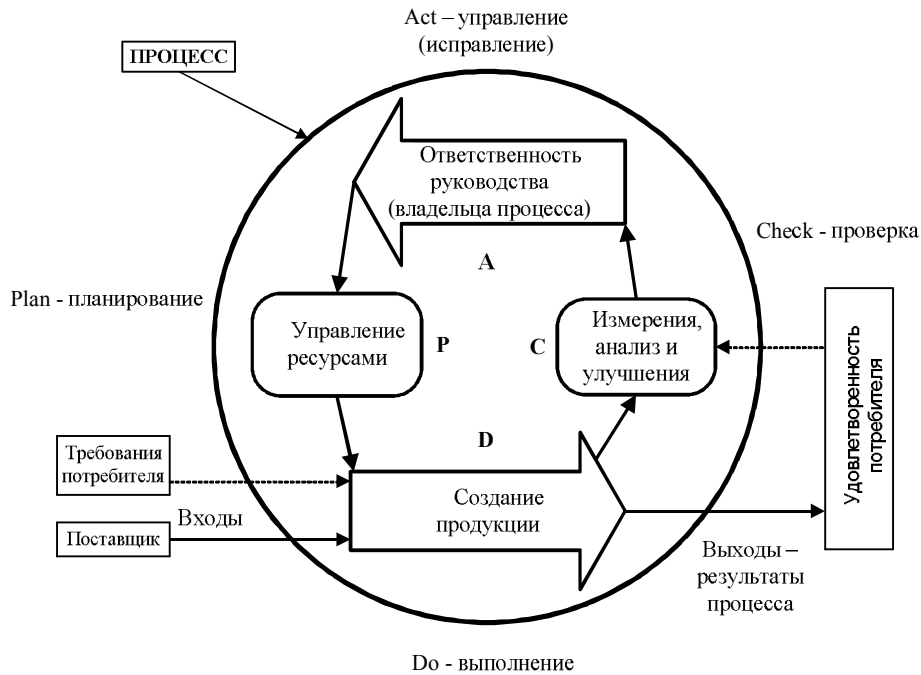 Act – управление
(исправление)
ПРОЦЕСС
Ответственность
руководства
(владельца процесса)
A
Check - проверка
Plan - планирование
Управление
ресурсами
P
C
Измерения,
анализ и
улучшения
Удовлетворенность
потребителя
D
Требования
потребителя
Создание
продукции
Входы
Поставщик
Выходы –
результаты
процесса
Do - выполнение